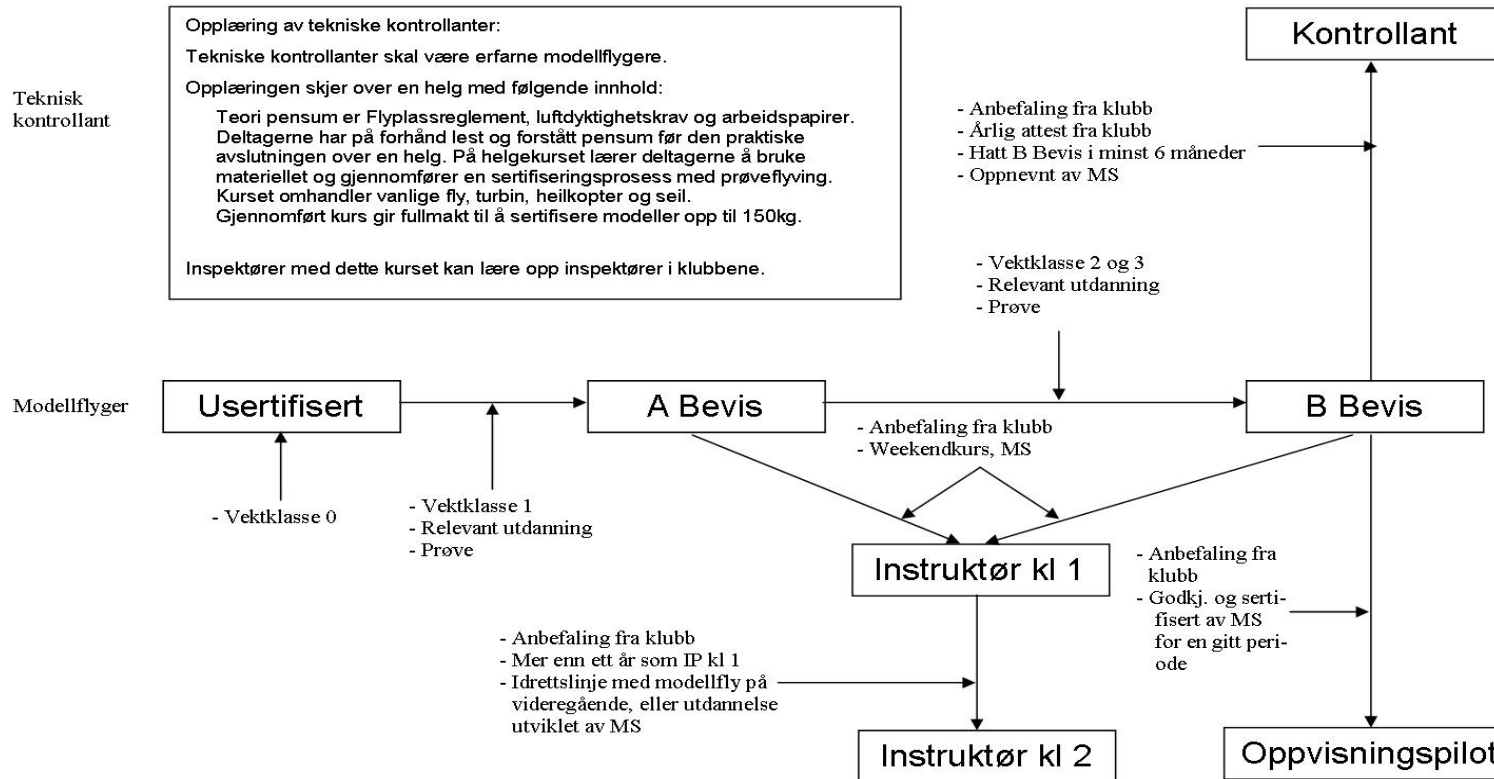 Opplæring av tekniske kontrollanter:
Tekniske kontrollanter skal være erfarne modellflygere.
Opplæringen skjer over en helg med følgende innhold:
Teori pensum er Flyplassreglement, luftdyktighetskrav og arbeidspapirer.
Deltagerne har på forhånd lest og forstått pensum før den praktiske
avslutningen over en helg. På helgekurset lærer deltagerne å bruke
materiellet og gjennomfører en sertifiseringsprosess med prøveflyving.
Kurset omhandler vanlige fly, turbin, heilkopter og seil.
Gjennomført kurs gir fullmakt til å sertifisere modeller opp til 150kg.
Inspektører med dette kurset kan lære opp inspektører i klubbene.
Teknisk
kontrollant
Kontrollant
- Anbefaling fra klubb
- Årlig attest fra klubb
- Hatt B Bevis i minst 6 måneder
- Oppnevnt av MS
- Vektklasse 2 og 3
- Relevant utdanning
- Prøve
Modellflyger
Usertifisert
A Bevis
B Bevis
- Anbefaling fra klubb
- Weekendkurs, MS
- Vektklasse 0
- Vektklasse 1
- Relevant utdanning
- Prøve
Instruktør kl 1
- Anbefaling fra
klubb
- Godkj. og serti-
fisert av MS
for en gitt peri-
ode
- Anbefaling fra klubb
- Mer enn ett år som IP kl 1
- Idrettslinje med modellfly på
videregående, eller utdannelse
utviklet av MS
Instruktør kl 2
Oppvisningspilot